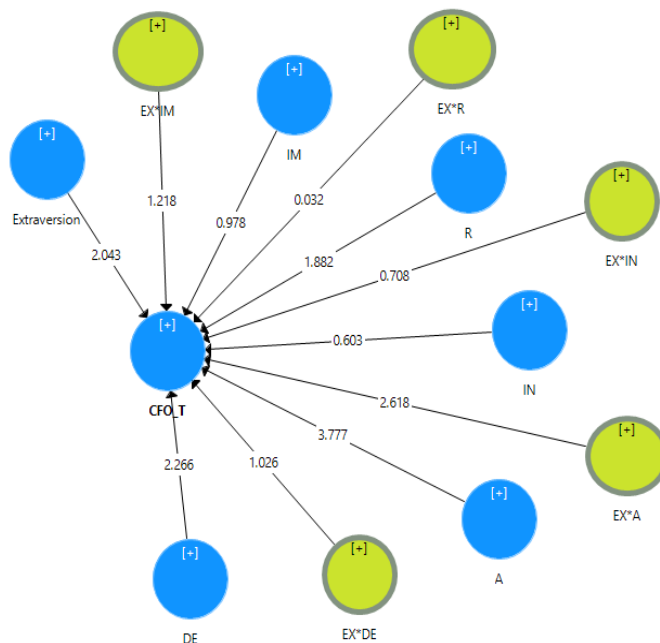 [+]
EX*IM
[+]
IM
[+]
EX*R
[+]
Extraversion
[+]
R
[+]
EX*IN
1.218
0.978
0.032
2.043
1.882
0.708
[+]
CFO_T
0.603
[+]
IN
2.618
3.777
[+]
EX*A
2.266
1.026
[+]
A
[+]
DE
[+]
EX*DE